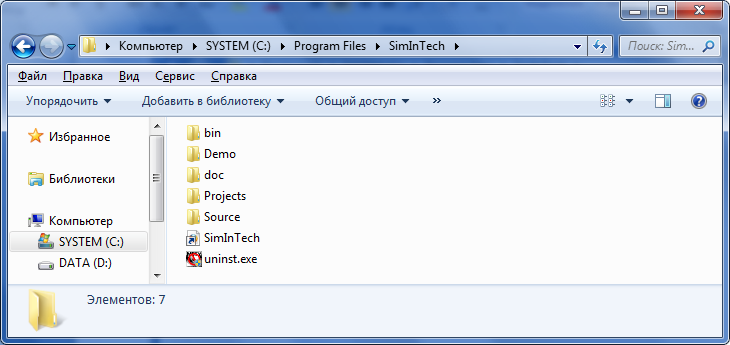 Компьютер SYSTEM (C:) Program Files SimInTech Поиск: Sim...
Файл Правка Вид Сервис Справка
Упорядочить Добавить в библиотеку Общий доступ »
Избранное
Библиотеки
Компьютер
SYSTEM (C:)
DATA (D:)
bin
Demo
doc
Projects
Source
SimInTech
uninst.exe
Элементов: 7